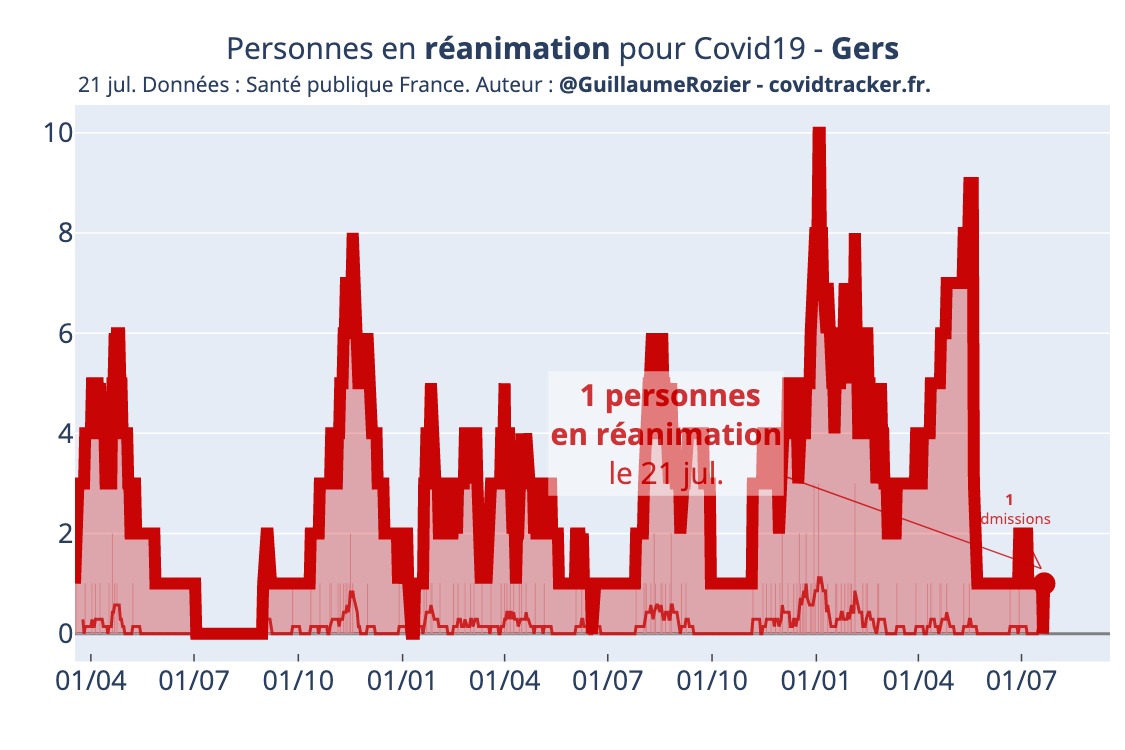 Personnes en réanimation pour Covid19 - Gers
21 jul. Données : Santé publique France. Auteur : @GuillaumeRozier - covidtracker.fr.
10
8
6
4
2
0
1 personnes
en réanimation
le 21 jul.
1
dmissions
01/04 01/07 01/10 01/01 01/04 01/07 01/10 01/01 01/04 01/07